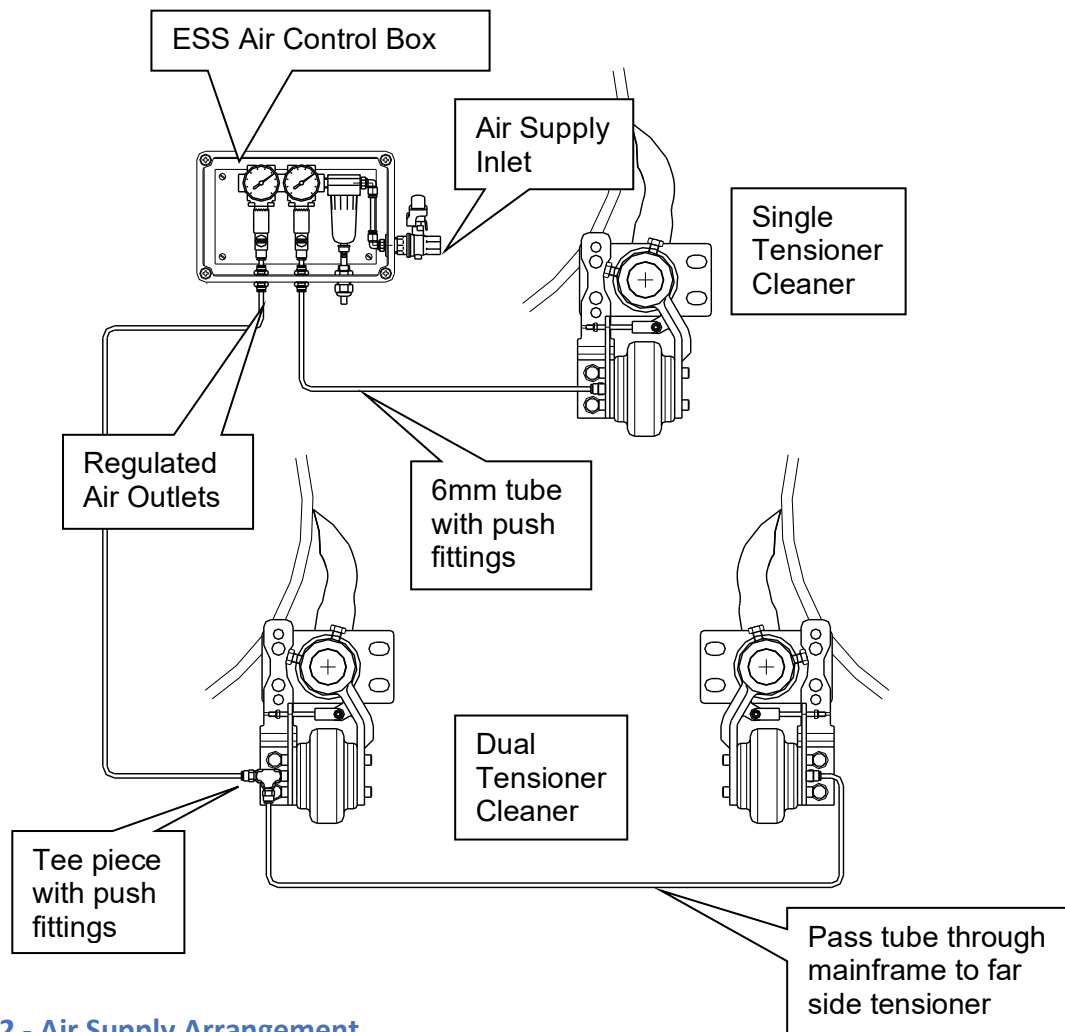 ESS Air Control Box
Air Supply
Inlet
Single
Tensioner
Cleaner
Regulated
Air Outlets
6mm tube
with push
fittings
Dual
Tensioner
Cleaner
Tee piece
with push
fittings
Pass tube through
mainframe to far
side tensioner
2 - Air Supply Arrangement